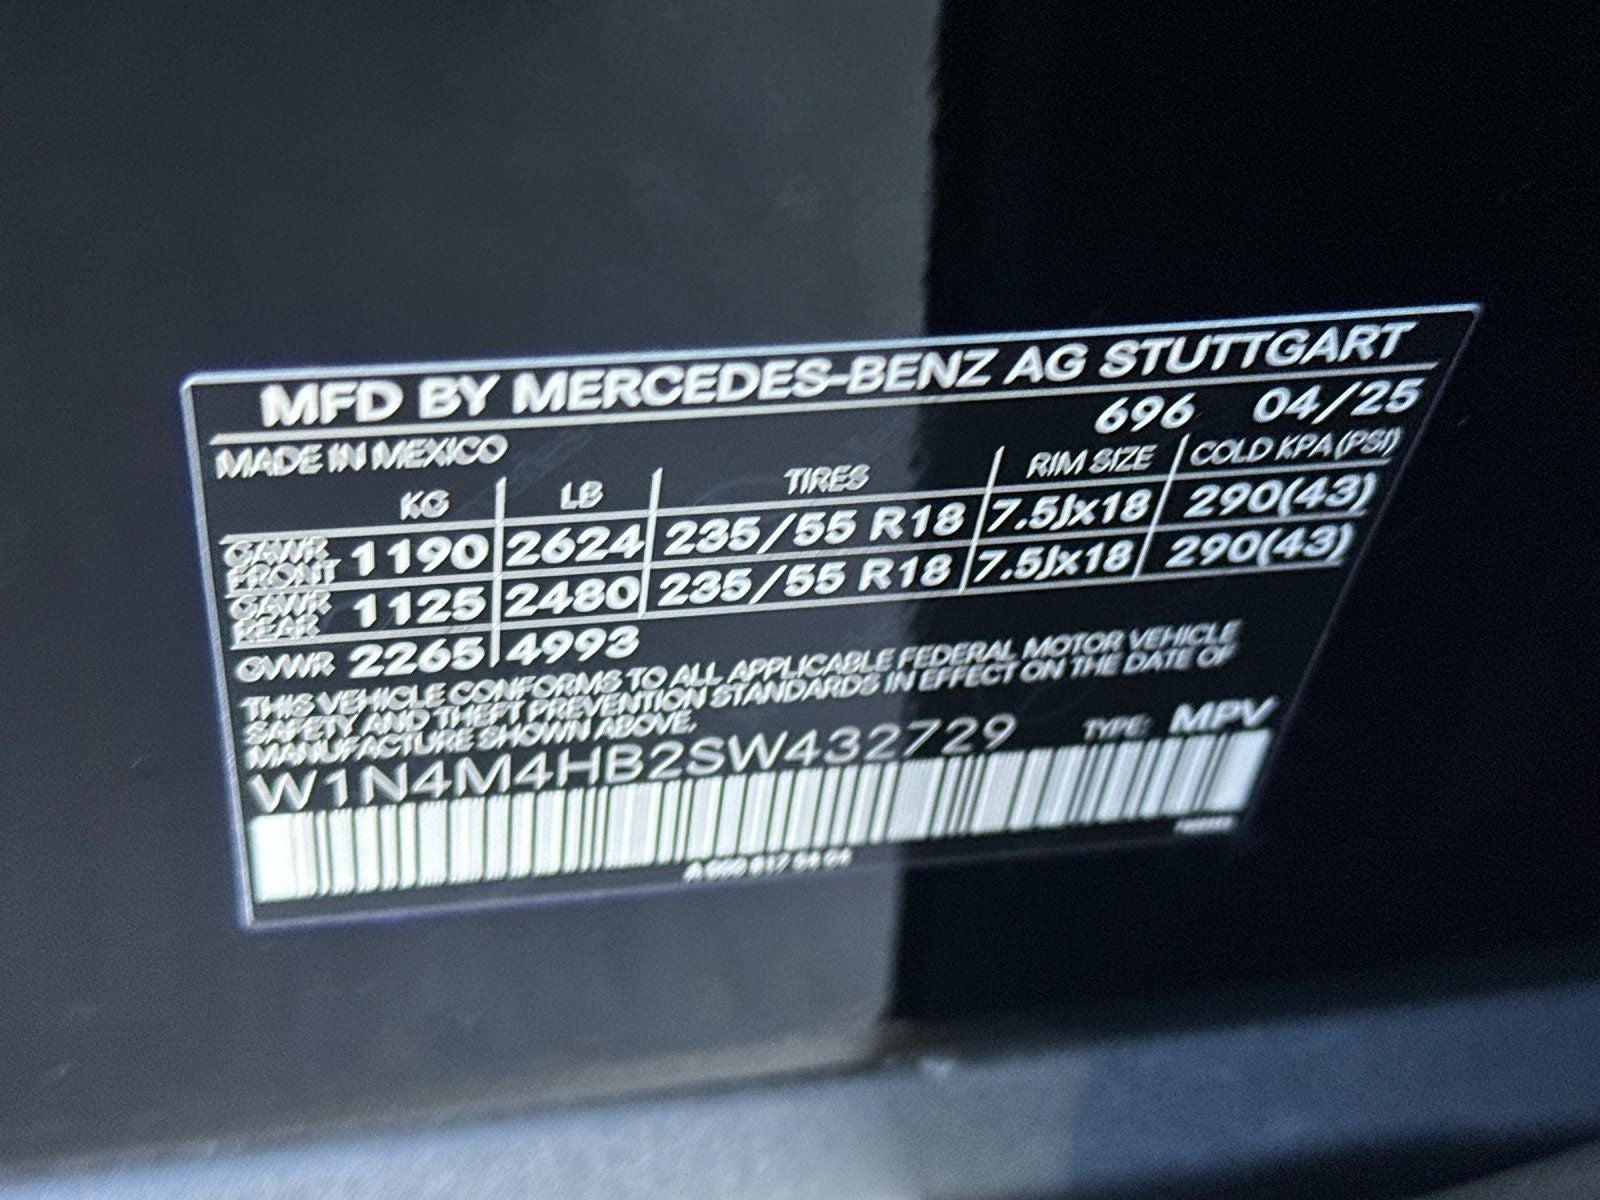 MFD BY MERCEDES-BENZ AG STUTTGART
MADE IN MEXICO 696 04/25
KG LB TIRES RIM SIZE COLD KPA(PSI)
GAWR FRONT 1190 2624 235/55 R18 7.5Jx18 290(43)
GAWR REAR 1125 2480 235/55 R18 7.5Jx18 290(43)
GVWR 2265 4993
THIS VEHICLE CONFORMS TO ALL APPLICABLE FEDERAL MOTOR VEHICLE
SAFETY AND THEFT PREVENTION STANDARDS IN EFFECT ON THE DATE OF
MANUFACTURE SHOWN ABOVE.
W1N4M4HB2SW432729 TYPE: MPV